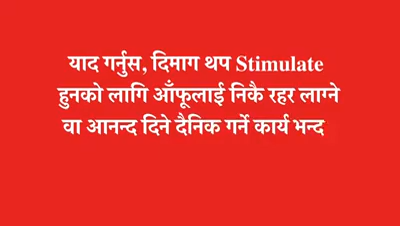 याद गर्नुस, दिमाग थप Stimulate
हुनको लागि आँफूलाई निकै रहर लाग्ने
वा आनन्द दिने दैनिक गर्ने कार्य भन्द